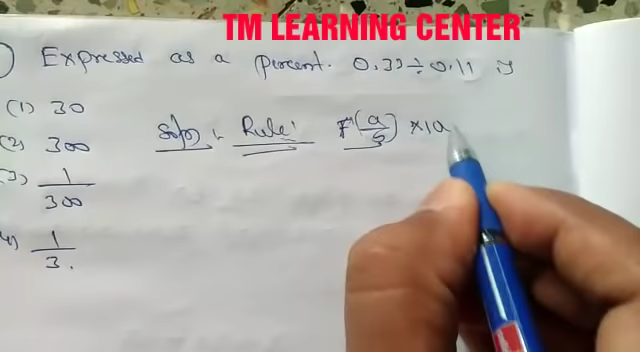 TM LEARNING CENTER
) Expressed as a percent. 0.33÷0.11 is
(1) 30
(2) 300
(3) 1/300
(4) 1/3.
Soln: Rule: F(a/b) ×10